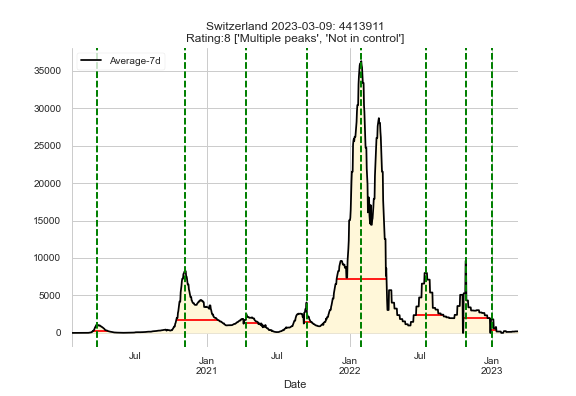 Switzerland 2023-03-09: 4413911
Rating:8 ['Multiple peaks', 'Not in control']
Average-7d
35000
30000
25000
20000
15000
10000
5000
0
Jul
Jan
2021
Jul
Jan
2022
Jul
Jan
2023
Date